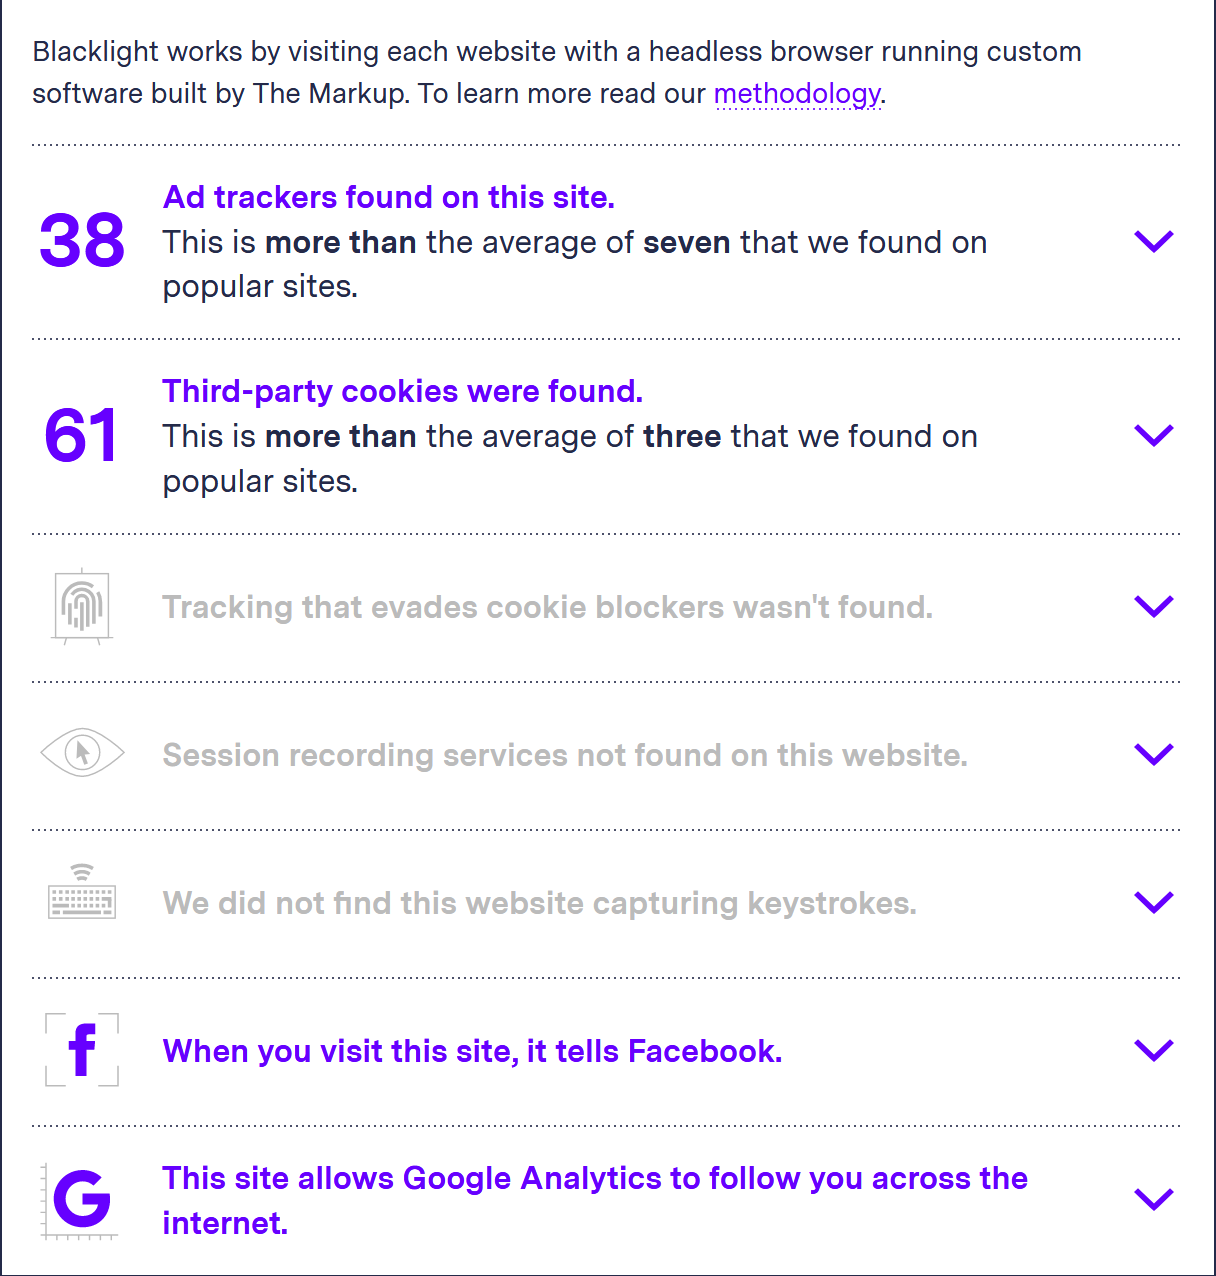 Blacklight works by visiting each website with a headless browser running custom
software built by The Markup. To learn more read our methodology.
38
Ad trackers found on this site.
This is more than the average of seven that we found on
popular sites.
61
Third-party cookies were found.
This is more than the average of three that we found on
popular sites.
Tracking that evades cookie blockers wasn't found.
Session recording services not found on this website.
We did not find this website capturing keystrokes.
f
When you visit this site, it tells Facebook.
G
This site allows Google Analytics to follow you across the
internet.